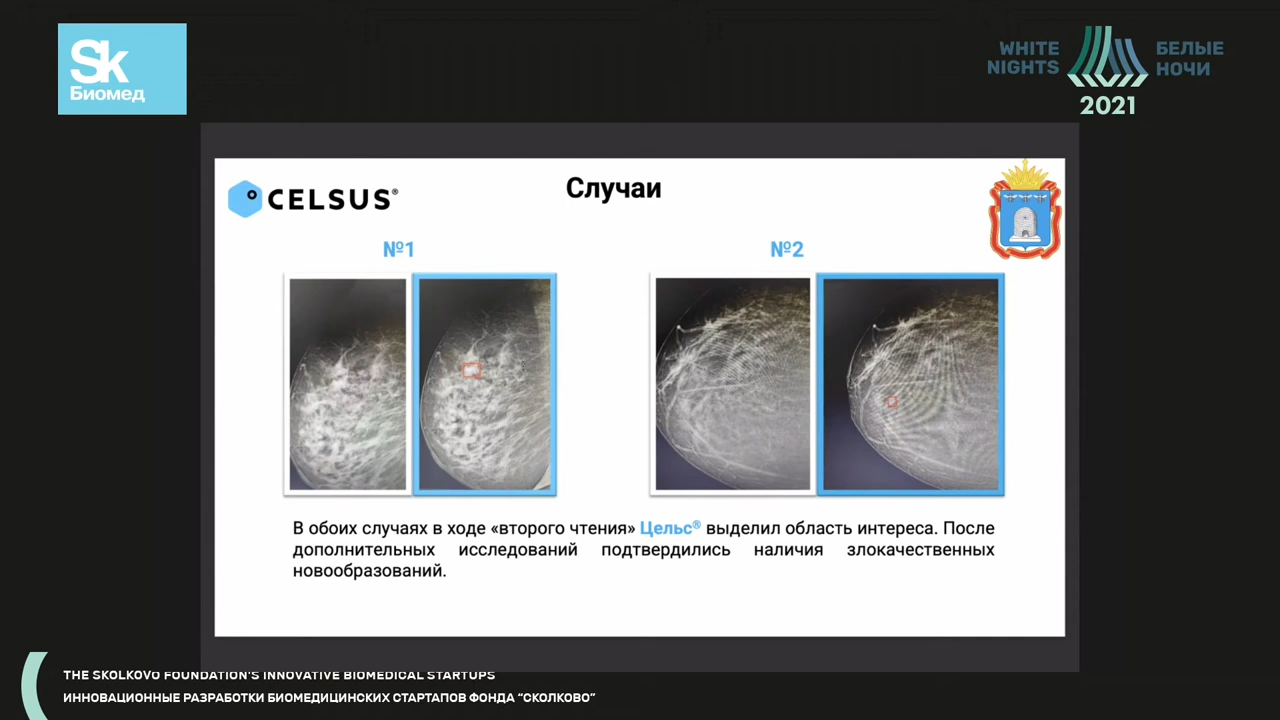 Sk
Биомед
WHITE
NIGHTS
БЕЛЫЕ
НОЧИ
2021
CELSUS®
Случаи
№1
№2
В обоих случаях в ходе «второго чтения» Цельс® выделил область интереса. После
дополнительных исследований подтвердились наличия злокачественных
новообразований.
THE SKOLKOVO FOUNDATION'S INNOVATIVE BIOMEDICAL STARTUPS
ИННОВАЦИОННЫЕ РАЗРАБОТКИ БИОМЕДИЦИНСКИХ СТАРТАПОВ ФОНДА "СКОЛКОВО"